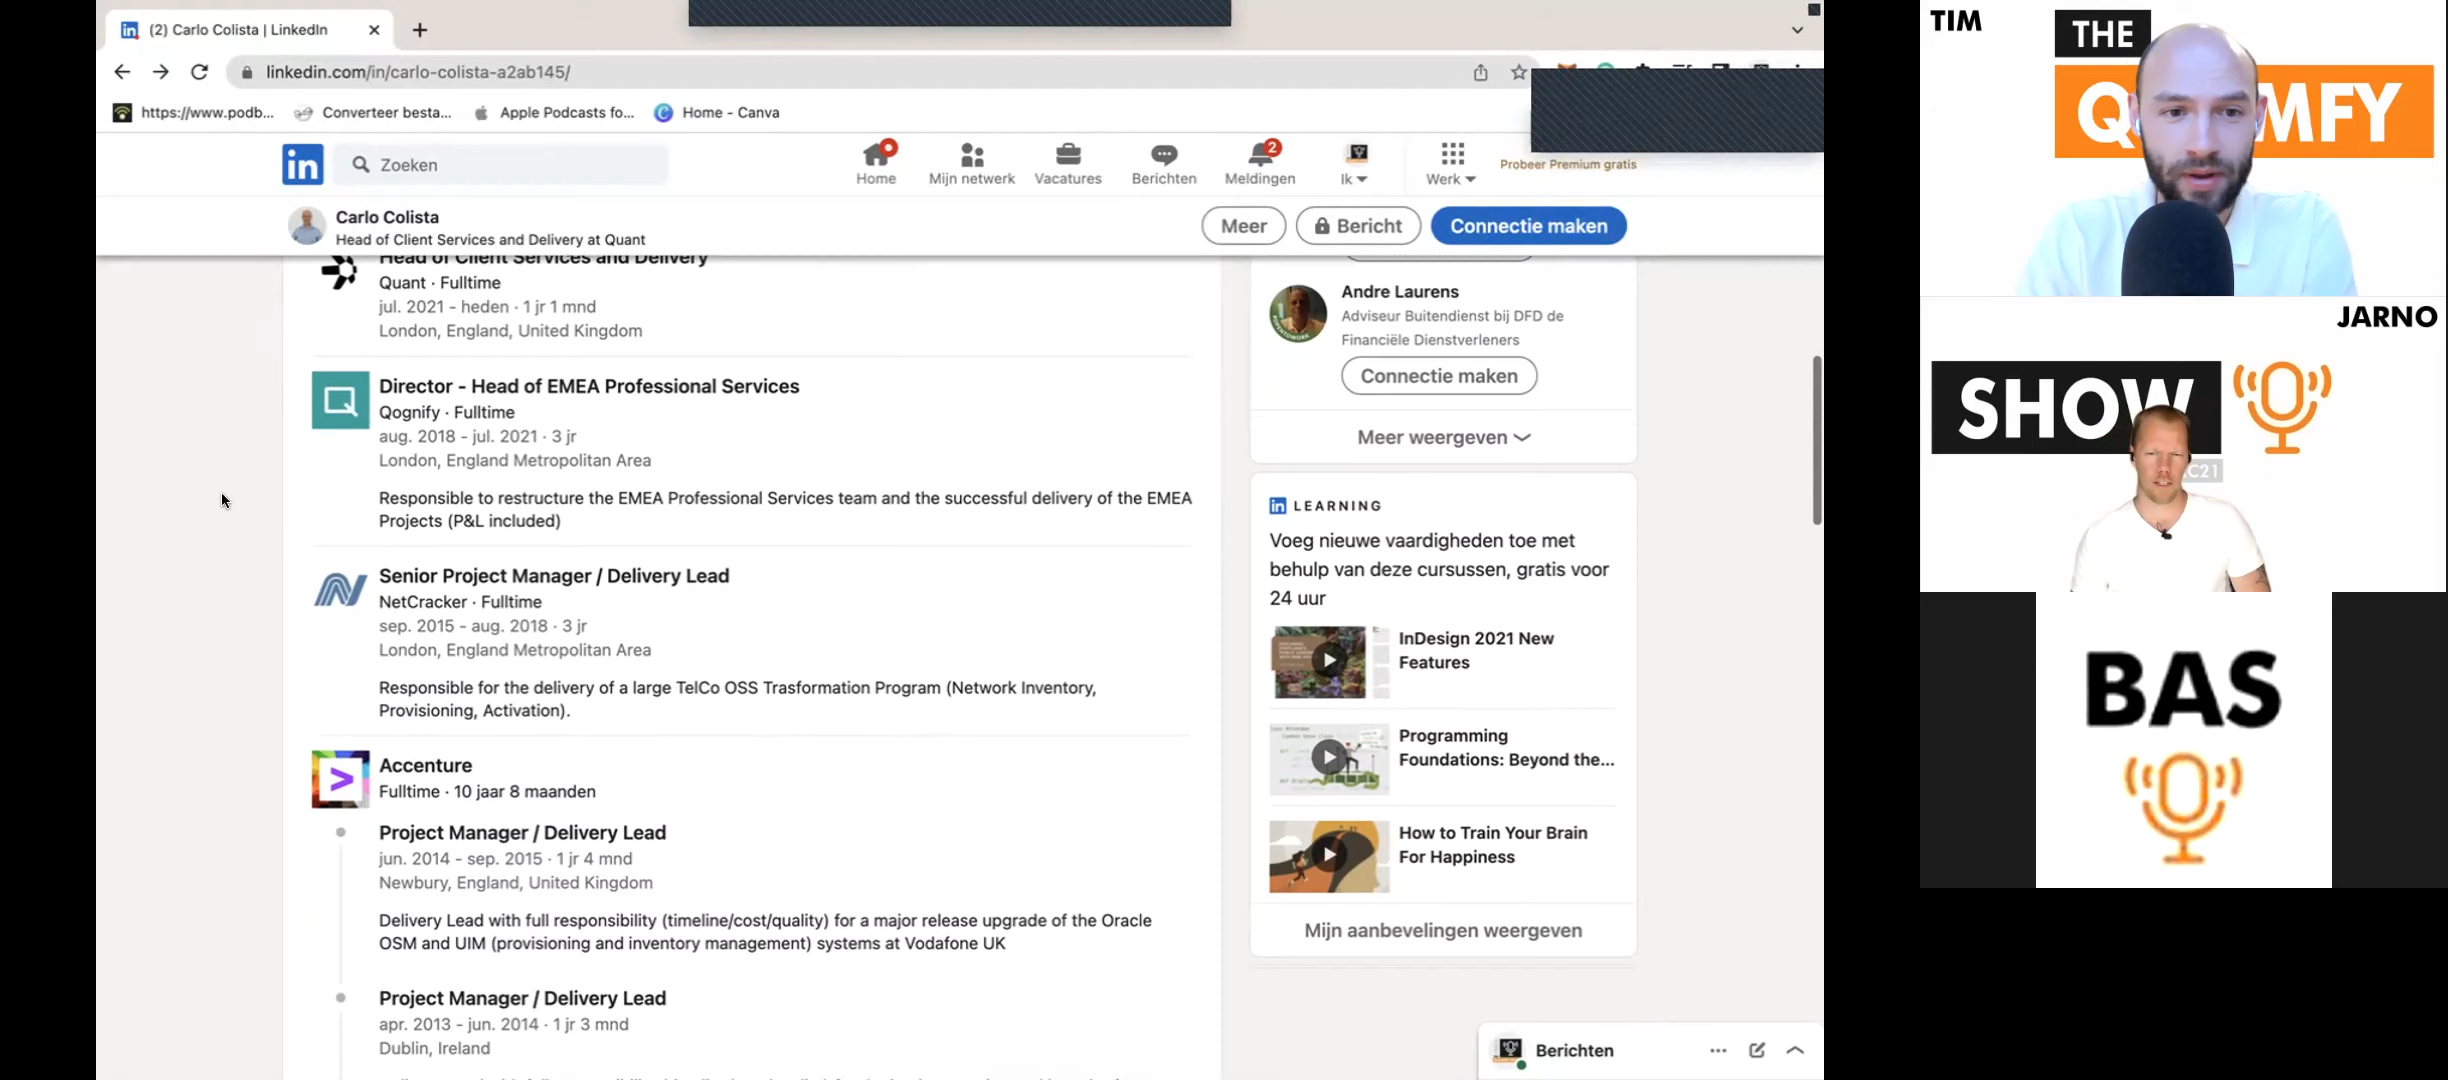 (2) Carlo Colista | LinkedIn
linkedin.com/in/carlo-colista-a2ab145/
https://www.podb...
Converteer besta...
Apple Podcasts fo...
Home - Canva
Zoeken
Home
Mijn netwerk
Vacatures
Berichten
2
Meldingen
Ik
Werk
Probeer Premium gratis
Carlo Colista
Head of Client Services and Delivery at Quant
Meer
Bericht
Connectie maken
Head of Client Services and Delivery
Quant · Fulltime
jul. 2021 - heden · 1 jr 1 mnd
London, England, United Kingdom
Director - Head of EMEA Professional Services
Qognify · Fulltime
aug. 2018 - jul. 2021 · 3 jr
London, England Metropolitan Area
Responsible to restructure the EMEA Professional Services team and the successful delivery of the EMEA
Projects (P&L included)
Senior Project Manager / Delivery Lead
NetCracker · Fulltime
sep. 2015 - aug. 2018 · 3 jr
London, England Metropolitan Area
Responsible for the delivery of a large TelCo OSS Trasformation Program (Network Inventory,
Provisioning, Activation).
Accenture
Fulltime · 10 jaar 8 maanden
Project Manager / Delivery Lead
jun. 2014 - sep. 2015 · 1 jr 4 mnd
Newbury, England, United Kingdom
Delivery Lead with full responsibility (timeline/cost/quality) for a major release upgrade of the Oracle
OSM and UIM (provisioning and inventory management) systems at Vodafone UK
Project Manager / Delivery Lead
apr. 2013 - jun. 2014 · 1 jr 3 mnd
Dublin, Ireland
Andre Laurens
Adviseur Buitendienst bij DFD de
Financiële Dienstverleners
Connectie maken
Meer weergeven
in LEARNING
Voeg nieuwe vaardigheden toe met
behulp van deze cursussen, gratis voor
24 uur
InDesign 2021 New
Features
Programming
Foundations: Beyond the...
How to Train Your Brain
For Happiness
Mijn aanbevelingen weergeven
Berichten
TIM
THE
Q MFY
JARNO
SHOW
C21
BAS